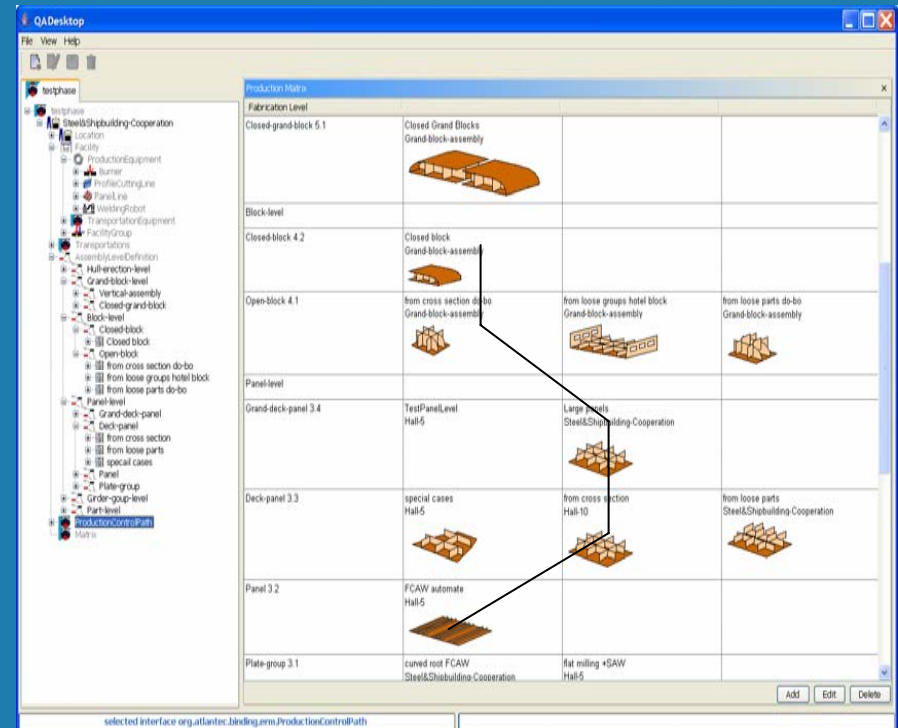 QADesktop
File View Help
testphase
testphase
Steel&Shipbuilding-Cooperation
Location
Facility
ProductionEquipment
Burner
ProfileCuttingLine
PanelLine
WeldingRobot
TransportationEquipment
FacilityGroup
Transportations
AssemblyLevelDefinition
Hull-erection-level
Grand-block-level
Vertical-assembly
Closed-grand-block
Block-level
Closed-block
Closed block
Open-block
from cross section do-bo
from loose groups hotel block
from loose parts do-bo
Panel-level
Grand-deck-panel
Deck-panel
from cross section
from loose parts
specail cases
Panel
Plate-group
Girder-goup-level
Part-level
ProductionControlPath
Matrix
Production Matrix x
Fabrication Level
Closed-grand-block 5.1 Closed Grand Blocks
Grand-block-assembly
Block-level
Closed-block 4.2 Closed block
Grand-block-assembly
Open-block 4.1 from cross section do-bo from loose groups hotel block from loose parts do-bo
Grand-block-assembly Grand-block-assembly Grand-block-assembly
Panel-level
Grand-deck-panel 3.4 TestPanelLevel Large panels
Hall-5 Steel&Shipbuilding-Cooperation
Deck-panel 3.3 special cases from cross section from loose parts
Hall-5 Hall-10 Steel&Shipbuilding-Cooperation
Panel 3.2 FCAW automate
Hall-5
Plate-group 3.1 curved root FCAW flat milling +SAW
Steel&Shipbuilding-Cooperation Hall-5
Add Edit Delete
selected interface org.atlantec.binding.erm.ProductionControlPath